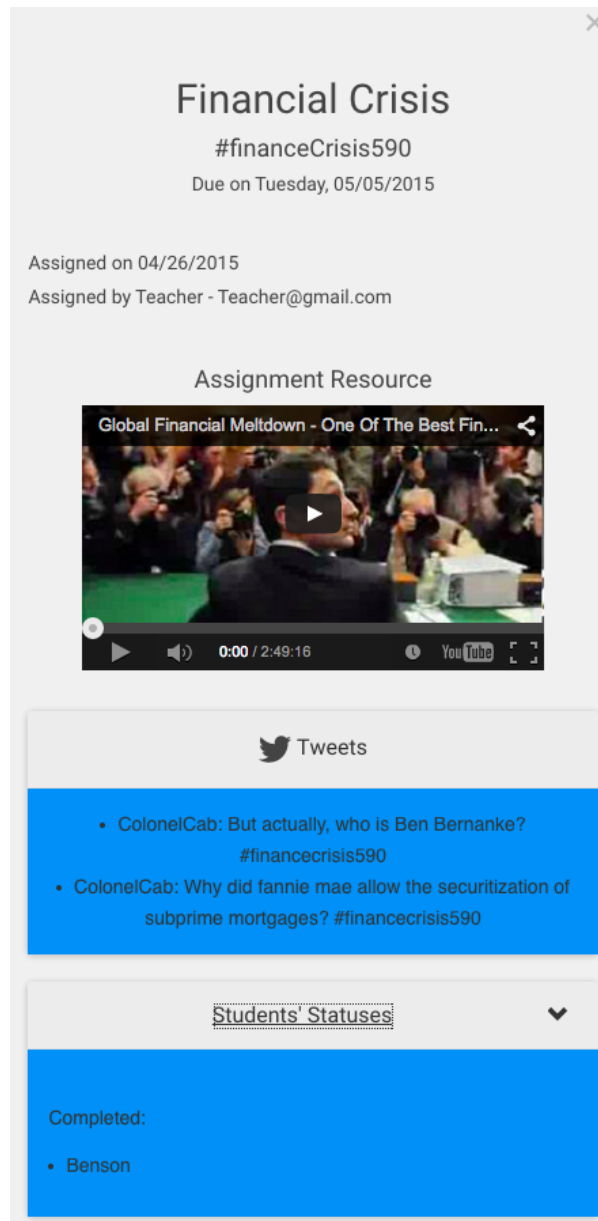 Financial Crisis
#financeCrisis590
Due on Tuesday, 05/05/2015
Assigned on 04/26/2015
Assigned by Teacher - Teacher@gmail.com
Assignment Resource
Global Financial Meltdown - One Of The Best Fin...
0:00 / 2:49:16
YouTube
Tweets
• ColonelCab: But actually, who is Ben Bernanke?
#financecrisis590
• ColonelCab: Why did fannie mae allow the securitization of
subprime mortgages? #financecrisis590
Students' Statuses
Completed:
• Benson